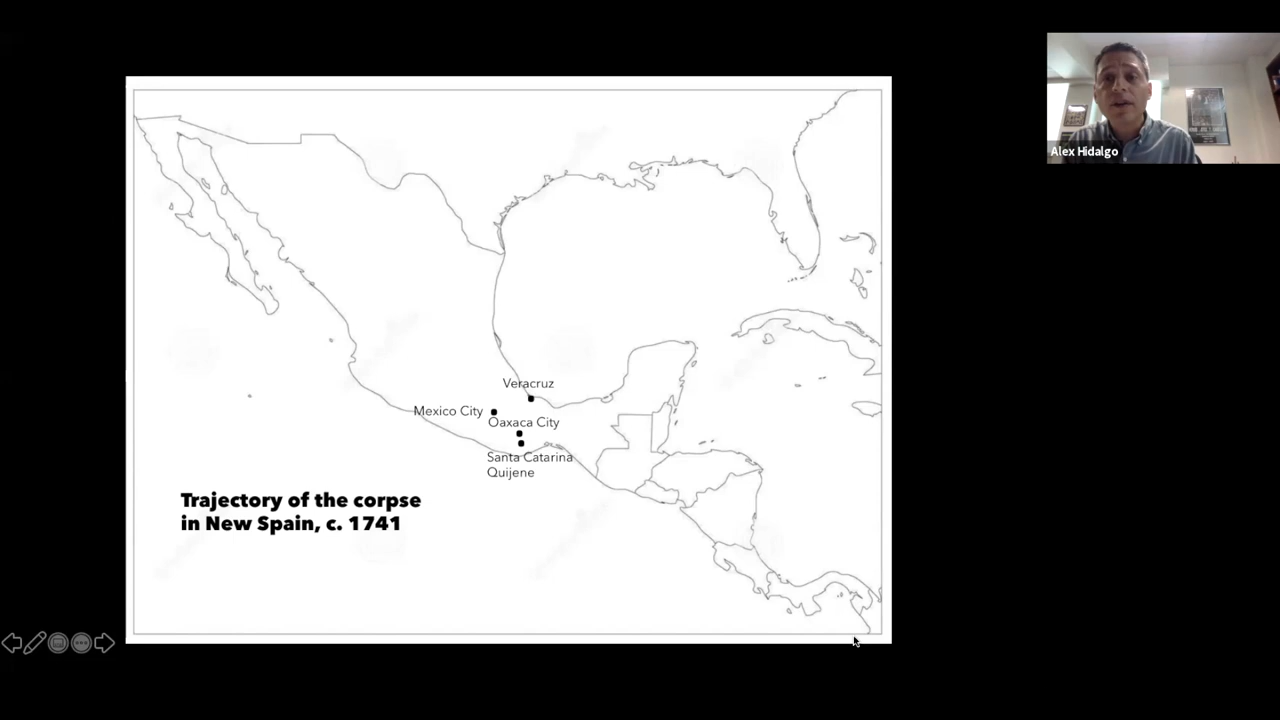 Alex Hidalgo
Veracruz
Mexico City
Oaxaca City
Santa Catarina
Quijene
Trajectory of the corpse
in New Spain, c. 1741